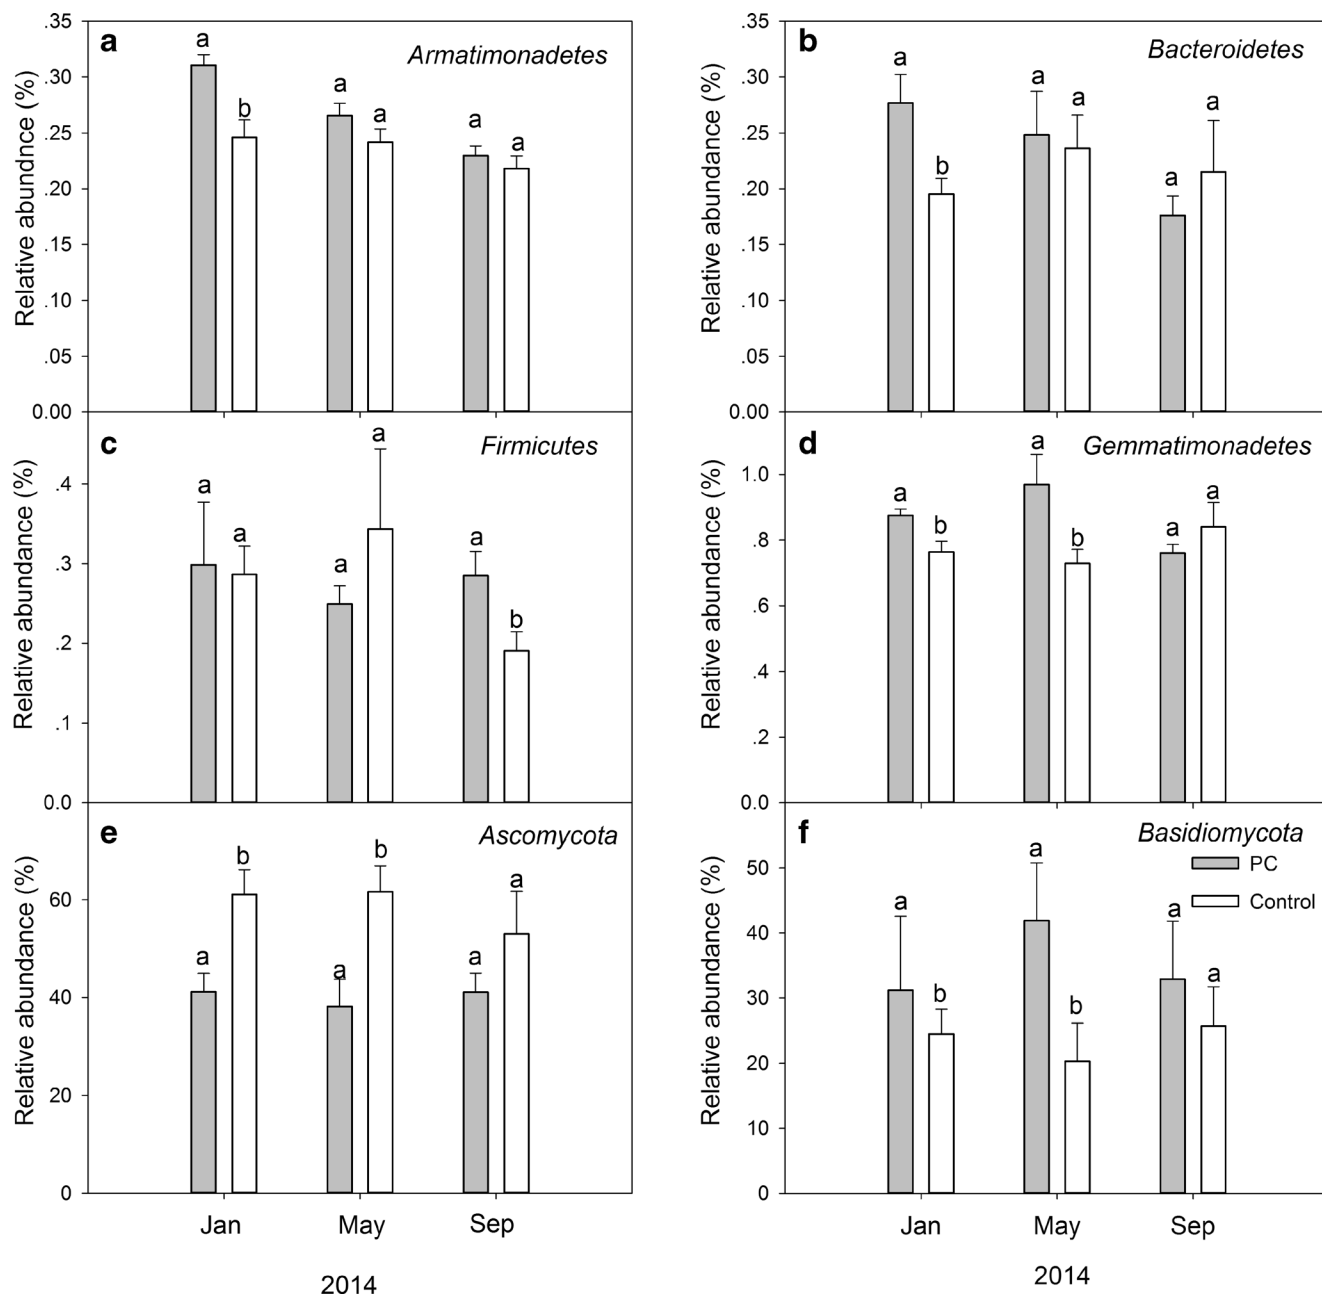 a
Armatimonadetes
Relative abundnce (%)
.35
.30
.25
.20
.15
.10
.05
0.00
a
b
a
a
a
a
b
Bacteroidetes
Relative abundance (%)
.35
.30
.25
.20
.15
.10
.05
0.00
a
b
a
a
a
a
c
Firmicutes
Relative abundance (%)
.4
.3
.2
.1
0.0
a
a
a
a
a
b
d
Gemmatimonadetes
Relative abundance (%)
1.0
.8
.6
.4
.2
0.0
a
b
a
b
a
a
e
Ascomycota
Relative abundance (%)
60
40
20
0
a
b
a
b
a
a
Jan
May
Sep
2014
f
Basidiomycota
PC
Control
Relative abundance (%)
50
40
30
20
10
0
a
b
a
b
a
a
Jan
May
Sep
2014